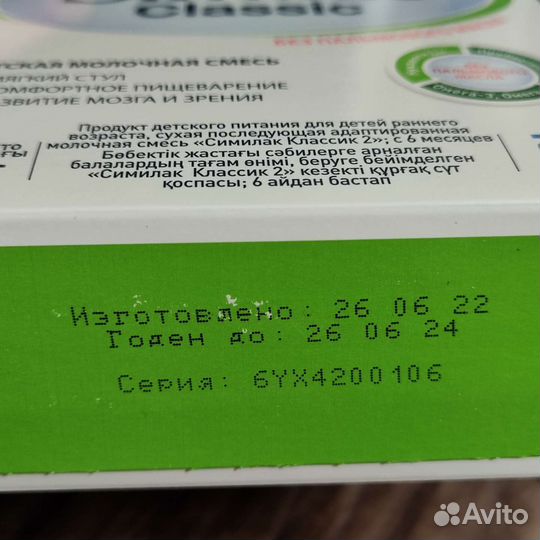 Classic
МОЛОЧНАЯ СМЕСЬ
МЯГКИЙ СТУЛ
КОМФОРТНОЕ ПИЩЕВАРЕНИЕ
РАЗВИТИЕ МОЗГА И ЗРЕНИЯ
Продукт детского питания для детей раннего
возраста, сухая последующая адаптированная
молочная смесь «Симилак Классик 2»; с 6 месяцев
Бөбектік жастағы сәбилерге арналған
балалардың тағам өнімі, беруге бейімделген
«Симилак Классик 2» кезекті құрғақ сүт
қоспасы; 6 айдан бастап
Изготовлено: 26 06 22
Годен до: 26 06 24
Серия: 6YX4200106
Avito